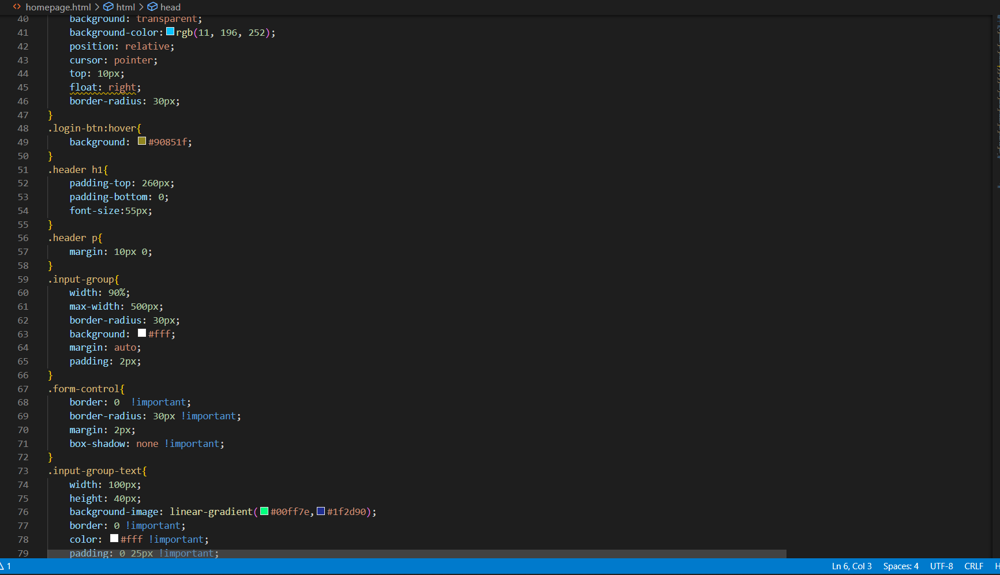 homepage.html > html > head
40 background: transparent;
41 background-color: rgb(11, 196, 252);
42 position: relative;
43 cursor: pointer;
44 top: 10px;
45 float: right;
46 border-radius: 30px;
47 }
48 .login-btn:hover{
49 background: #90851f;
50 }
51 .header h1{
52 padding-top: 260px;
53 padding-bottom: 0;
54 font-size:55px;
55 }
56 .header p{
57 margin: 10px 0;
58 }
59 .input-group{
60 width: 90%;
61 max-width: 500px;
62 border-radius: 30px;
63 background: #fff;
64 margin: auto;
65 padding: 2px;
66 }
67 .form-control{
68 border: 0  !important;
69 border-radius: 30px !important;
70 margin: 2px;
71 box-shadow: none !important;
72 }
73 .input-group-text{
74 width: 100px;
75 height: 40px;
76 background-image: linear-gradient(#00ff7e,#1f2d90);
77 border: 0 !important;
78 color: #fff !important;
79 padding: 0 25px !important;
1 Ln 6, Col 3 Spaces: 4 UTF-8 CRLF